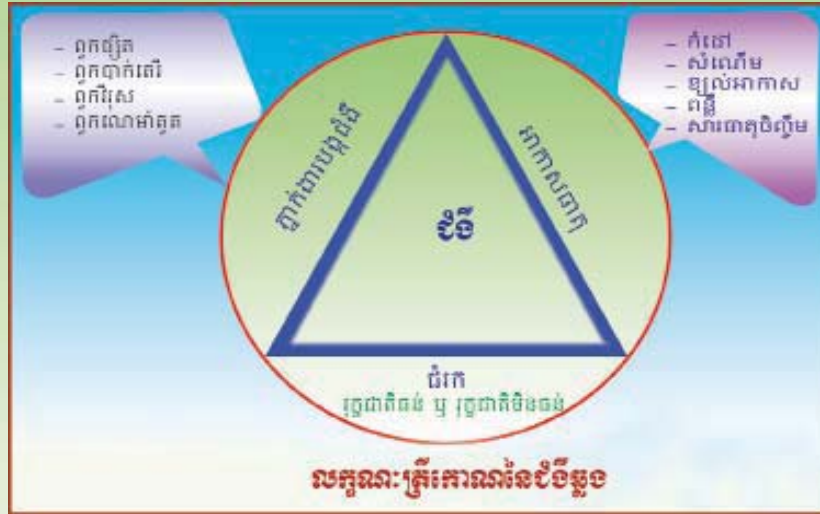 – ពួកផ្សិត
– ពួកបាក់តេរី
– ពួកវីរុស
– ពួកណេម៉ាតូត
– កំដៅ
– សំណើម
– ខ្យល់អាកាស
– ពន្លឺ
– សារធាតុចិញ្ចឹម
ភ្នាក់ងារបង្កជំងឺ
អាកាសធាតុ
ជំងឺ
ជំរក
រុក្ខជាតិធន់ ឬ រុក្ខជាតិមិនធន់
លក្ខណៈត្រីកោណនៃជំងឺឆ្លង